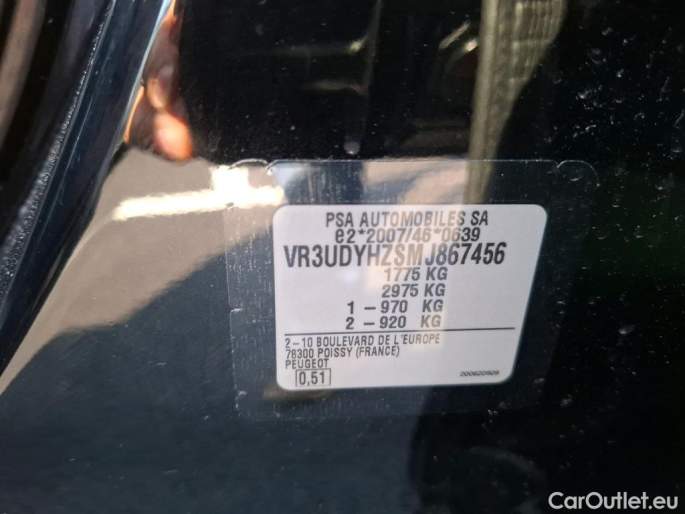 PSA AUTOMOBILES SA
e2*2007/46*0639
VR3UDYHZSMJ867456
1775 KG
2975 KG
1 – 970 KG
2 – 920 KG
2 – 10 BOULEVARD DE L'EUROPE
78300 POISSY (FRANCE)
PEUGEOT
0,51
CarOutlet.eu